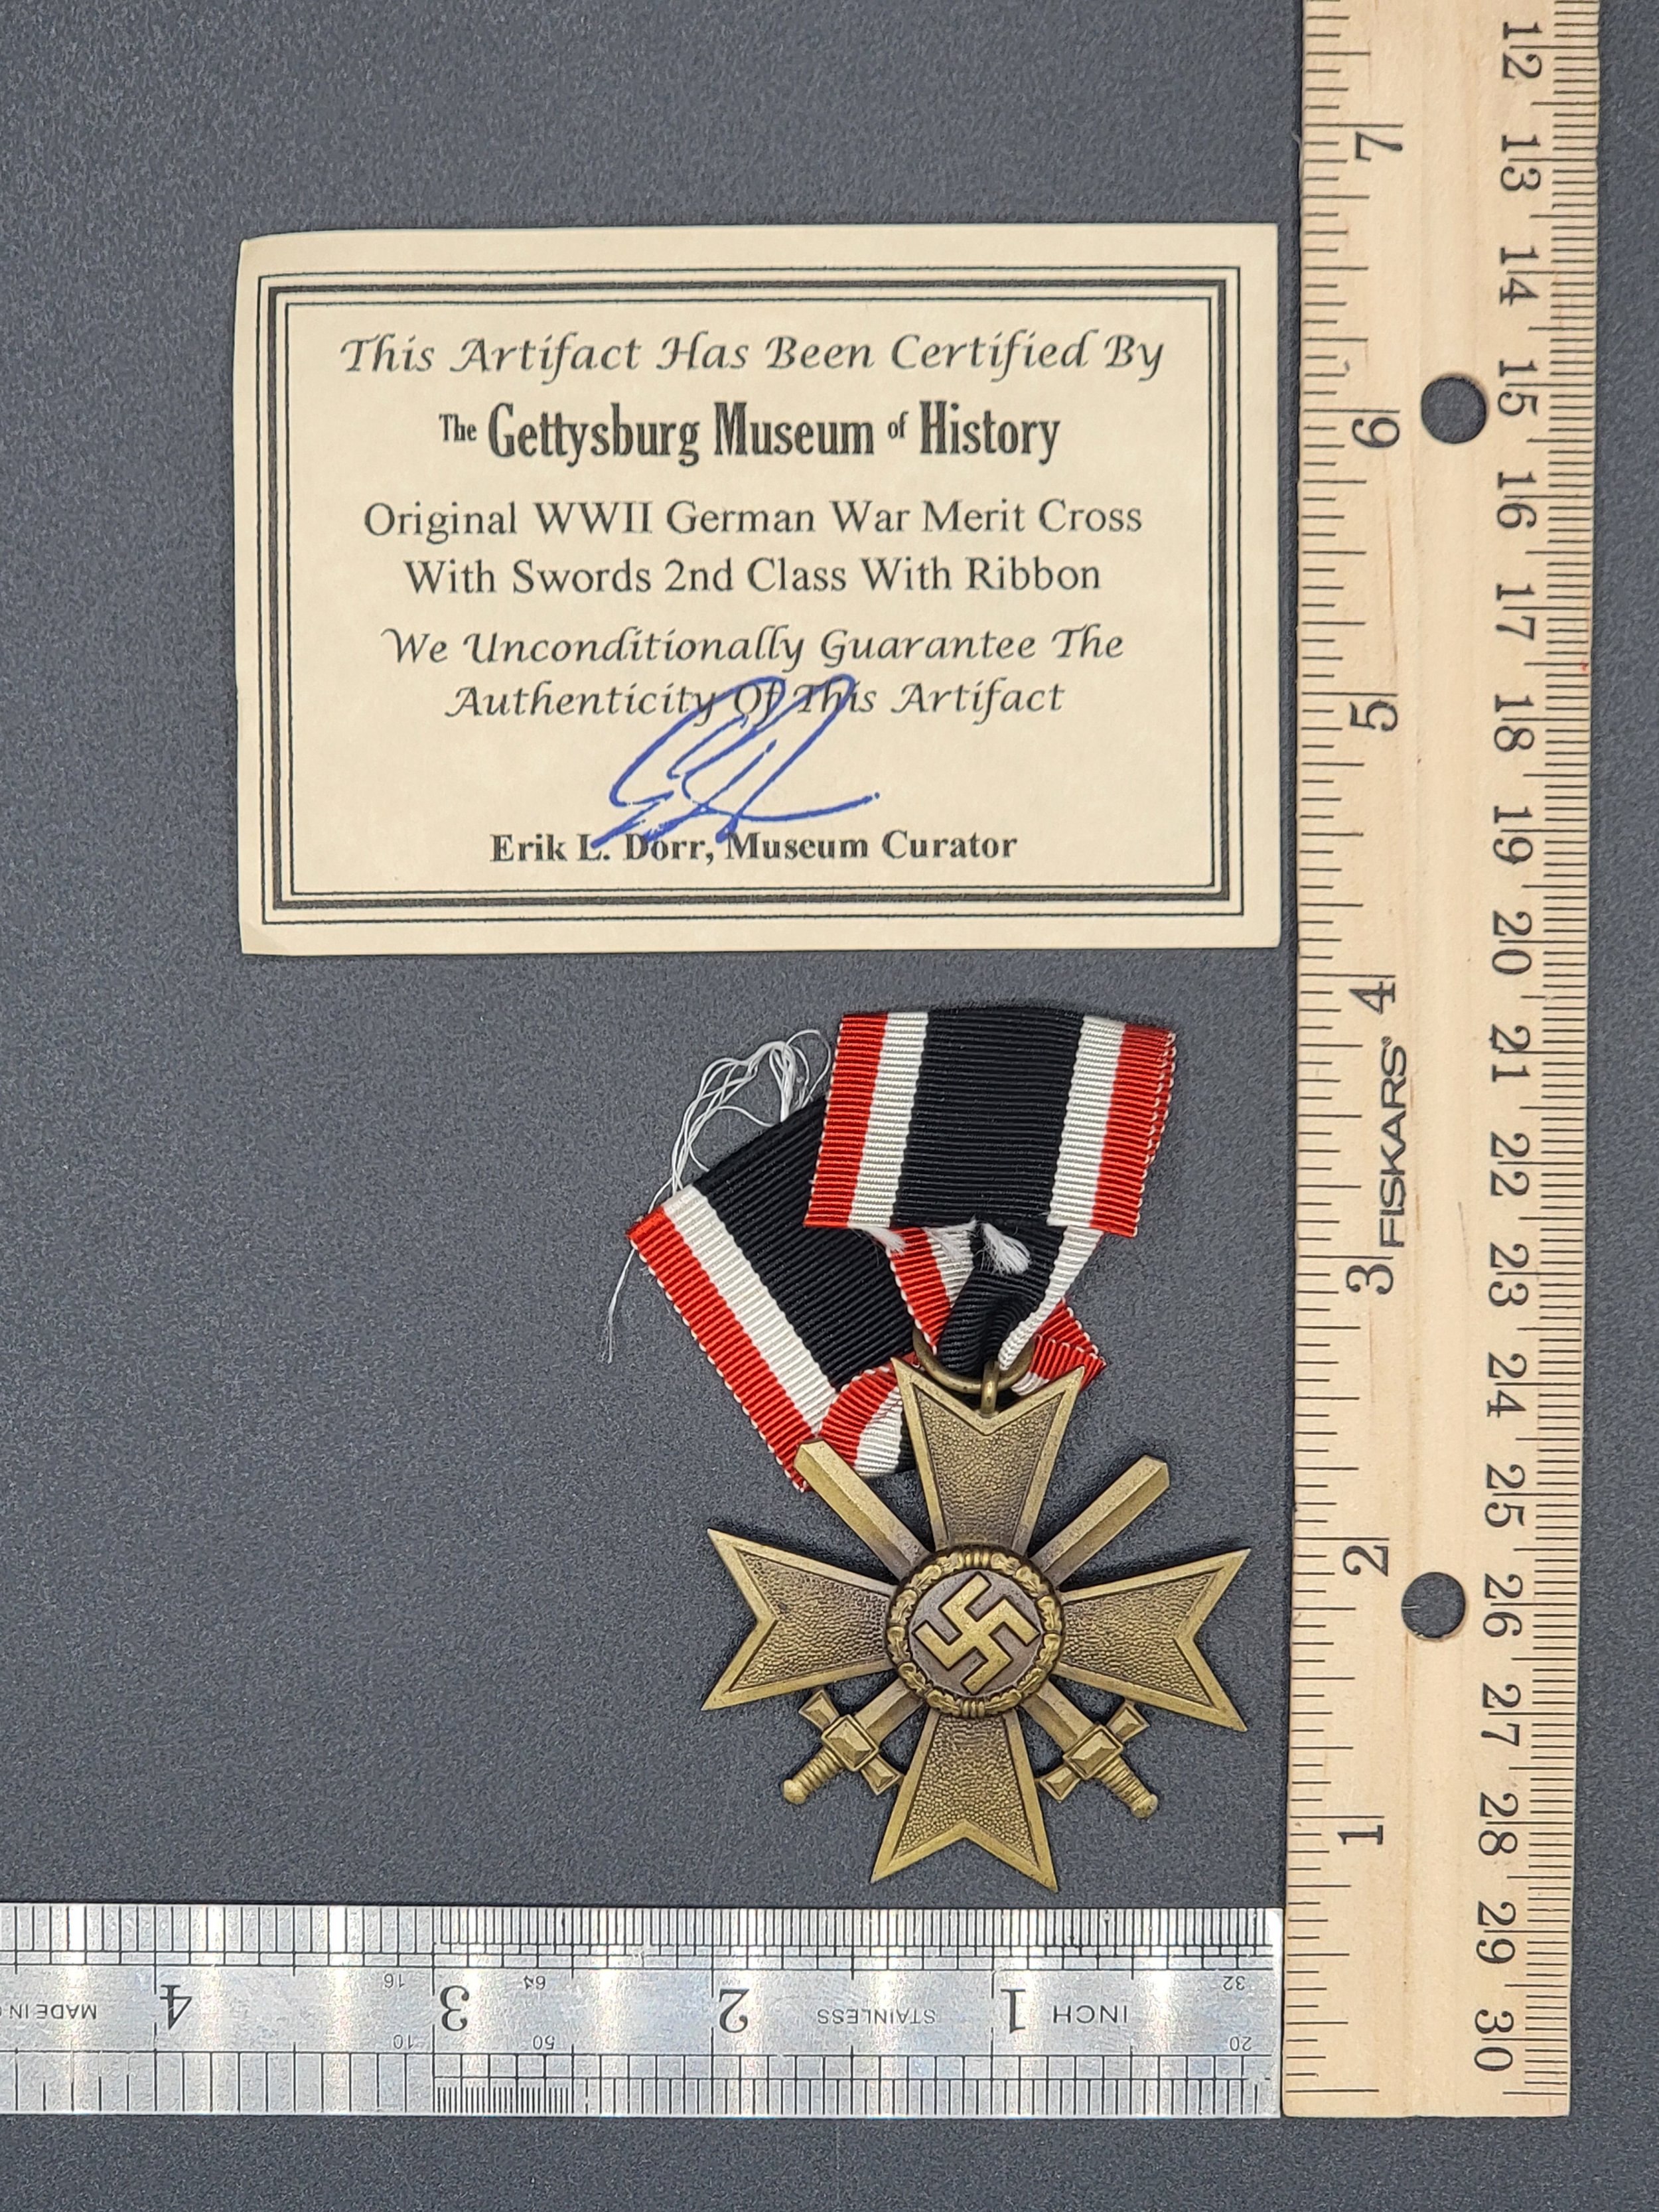 This Artifact Has Been Certified By
The Gettysburg Museum of History
Original WWII German War Merit Cross
With Swords 2nd Class With Ribbon
We Unconditionally Guarantee The
Authenticity Of This Artifact
Erik L. Dorr, Museum Curator
12 13 14 15 16 17 18 19 20 21 22 23 24 25 26 27 28 29 30
7 6 5 4 3 2 1
FISKARS®
32
INCH 1 STAINLESS 2 64 3 16 4 MADE IN
20 50 10